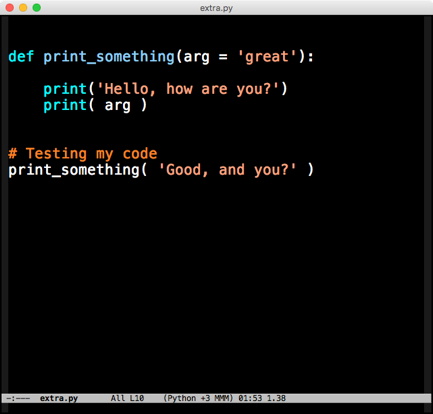 extra.py
def print_something(arg = 'great'):
    print('Hello, how are you?')
    print( arg )
# Testing my code
print_something( 'Good, and you?' )
-:---  extra.py       All L10    (Python +3 MMM) 01:53 1.38